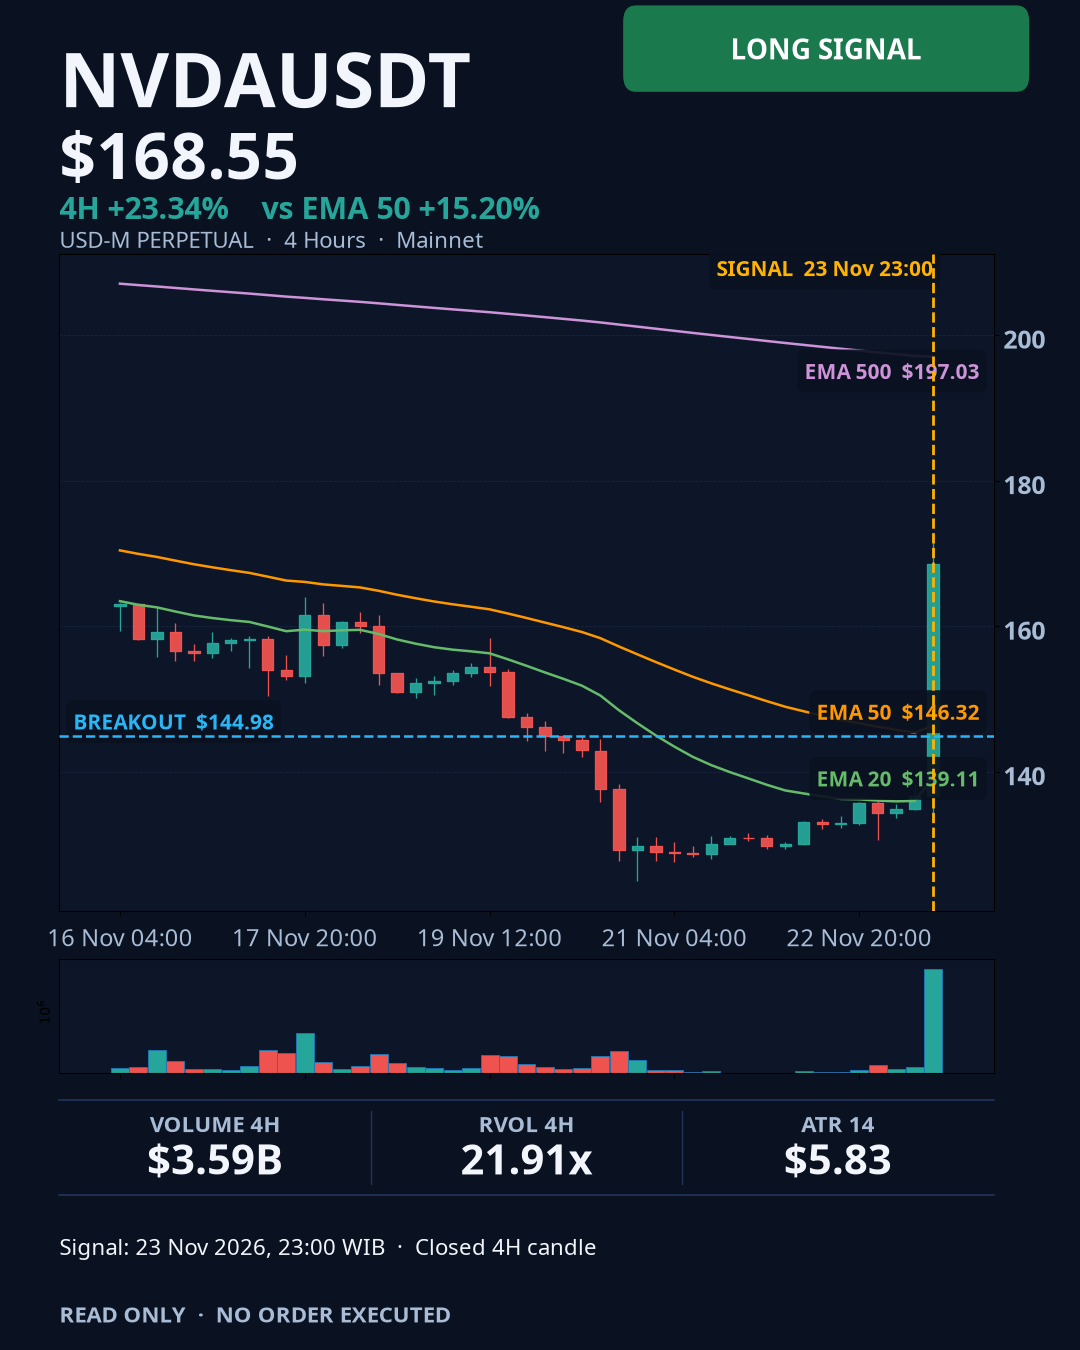 LONG SIGNAL
NVDAUSDT
$168.55
4H +23.34% vs EMA 50 +15.20%
USD-M PERPETUAL · 4 Hours · Mainnet
SIGNAL 23 Nov 23:00
200
EMA 500 $197.03
180
160
EMA 50 $146.32
BREAKOUT $144.98
EMA 20 $139.11
140
16 Nov 04:00
17 Nov 20:00
19 Nov 12:00
21 Nov 04:00
22 Nov 20:00
10⁶
VOLUME 4H
$3.59B
RVOL 4H
21.91x
ATR 14
$5.83
Signal: 23 Nov 2026, 23:00 WIB · Closed 4H candle
READ ONLY · NO ORDER EXECUTED